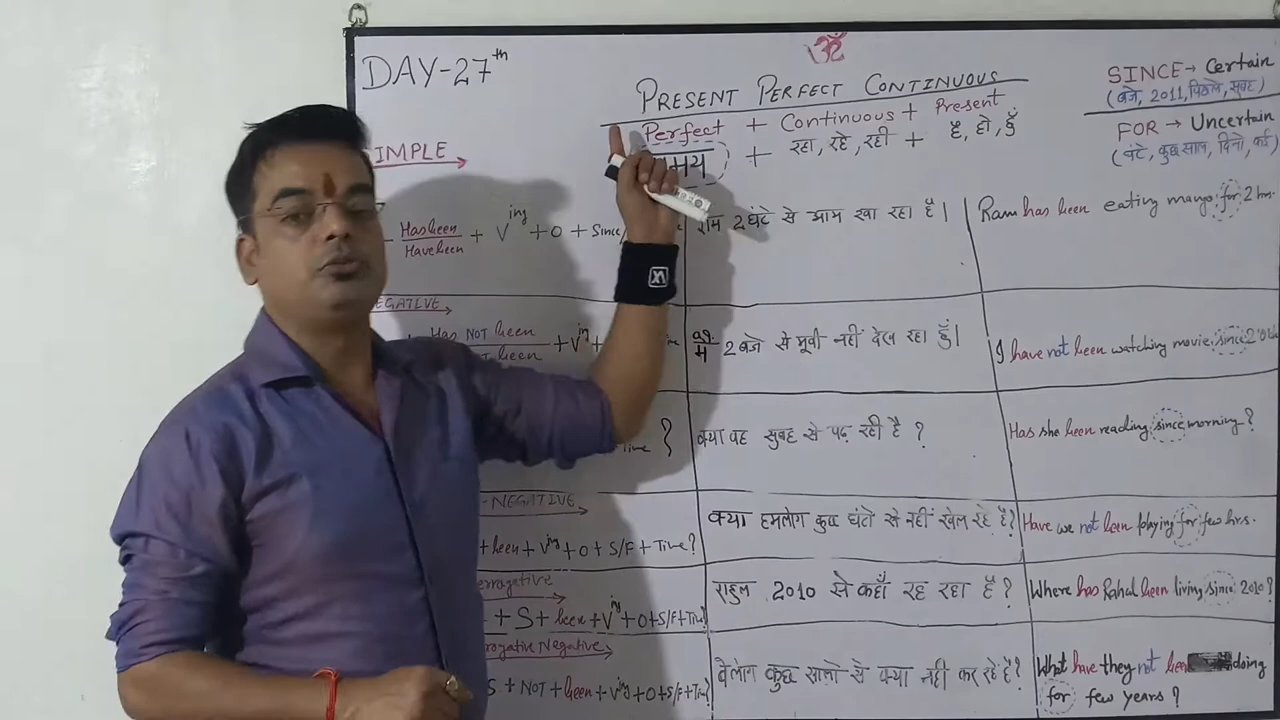 ॐ
DAY-27th
PRESENT PERFECT CONTINUOUS
Perfect + Continuous + Present
+ रहा, रहे, रही + है, हो, हूँ
SINCE → Certain
(बजे, 2011, पिछले, सुबह)
FOR → Uncertain
(घंटे, कुछ साल, दिनो, कई)
IMPLE
Has been / Have been + Ving + O + Since/
राम 2 घंटे से आम खा रहा है।
Ram has been eating mango for 2 hrs.
EGATIVE
Has NOT been + Ving +
मैं 2 बजे से मूवी नहीं देख रहा हूँ।
I have not been watching movie since 2
Time ?
क्या वह सुबह से पढ़ रही है ?
Has she been reading since morning ?
-NEGATIVE
+ been + Ving + O + S/F + Time?
क्या हमलोग कुछ घंटो से नहीं खेल रहे हैं?
Have we not been playing for few hrs.
errogative
+ S + been + Ving + O + S/F + Time?
राहुल 2010 से कहाँ रह रहा है ?
Where has Rahul been living since 2010 ?
rogative Negative
S + NOT + been + Ving + O + S/F + Time?
वेलोग कुछ सालो से क्या नहीं कर रहे हैं?
What have they not been doing
for few years ?